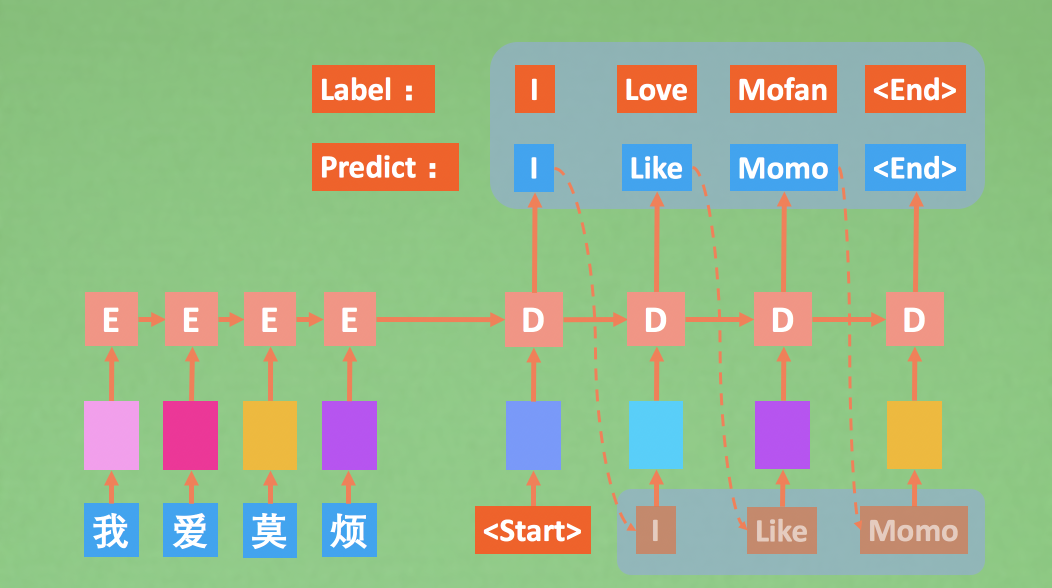 Label： I Love Mofan <End>
Predict： I Like Momo <End>
E E E E D D D D
我 爱 莫 烦 <Start> I Like Momo